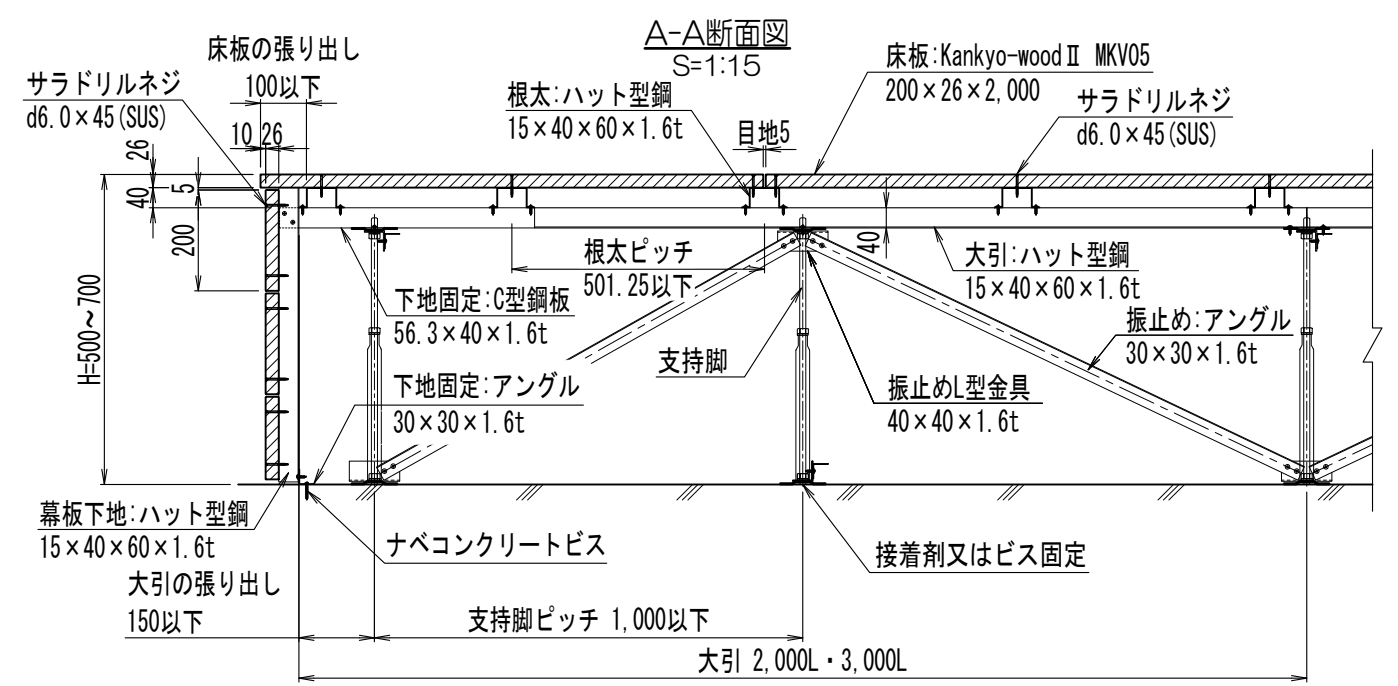 A-A断面図
S=1:15
床板の張り出し
100以下
サラドリルネジ
d6.0×45(SUS)
根太:ハット型鋼
15×40×60×1.6t
目地5
床板:Kankyo-woodⅡ MKV05
200×26×2,000
サラドリルネジ
d6.0×45(SUS)
10
26
26
40
5
200
H=500~700
根太ピッチ
501.25以下
40
大引:ハット型鋼
15×40×60×1.6t
下地固定:C型鋼板
56.3×40×1.6t
振止め:アングル
30×30×1.6t
支持脚
下地固定:アングル
30×30×1.6t
振止めL型金具
40×40×1.6t
幕板下地:ハット型鋼
15×40×60×1.6t
ナベコンクリートビス
接着剤又はビス固定
大引の張り出し
150以下
支持脚ピッチ 1,000以下
大引 2,000L・3,000L